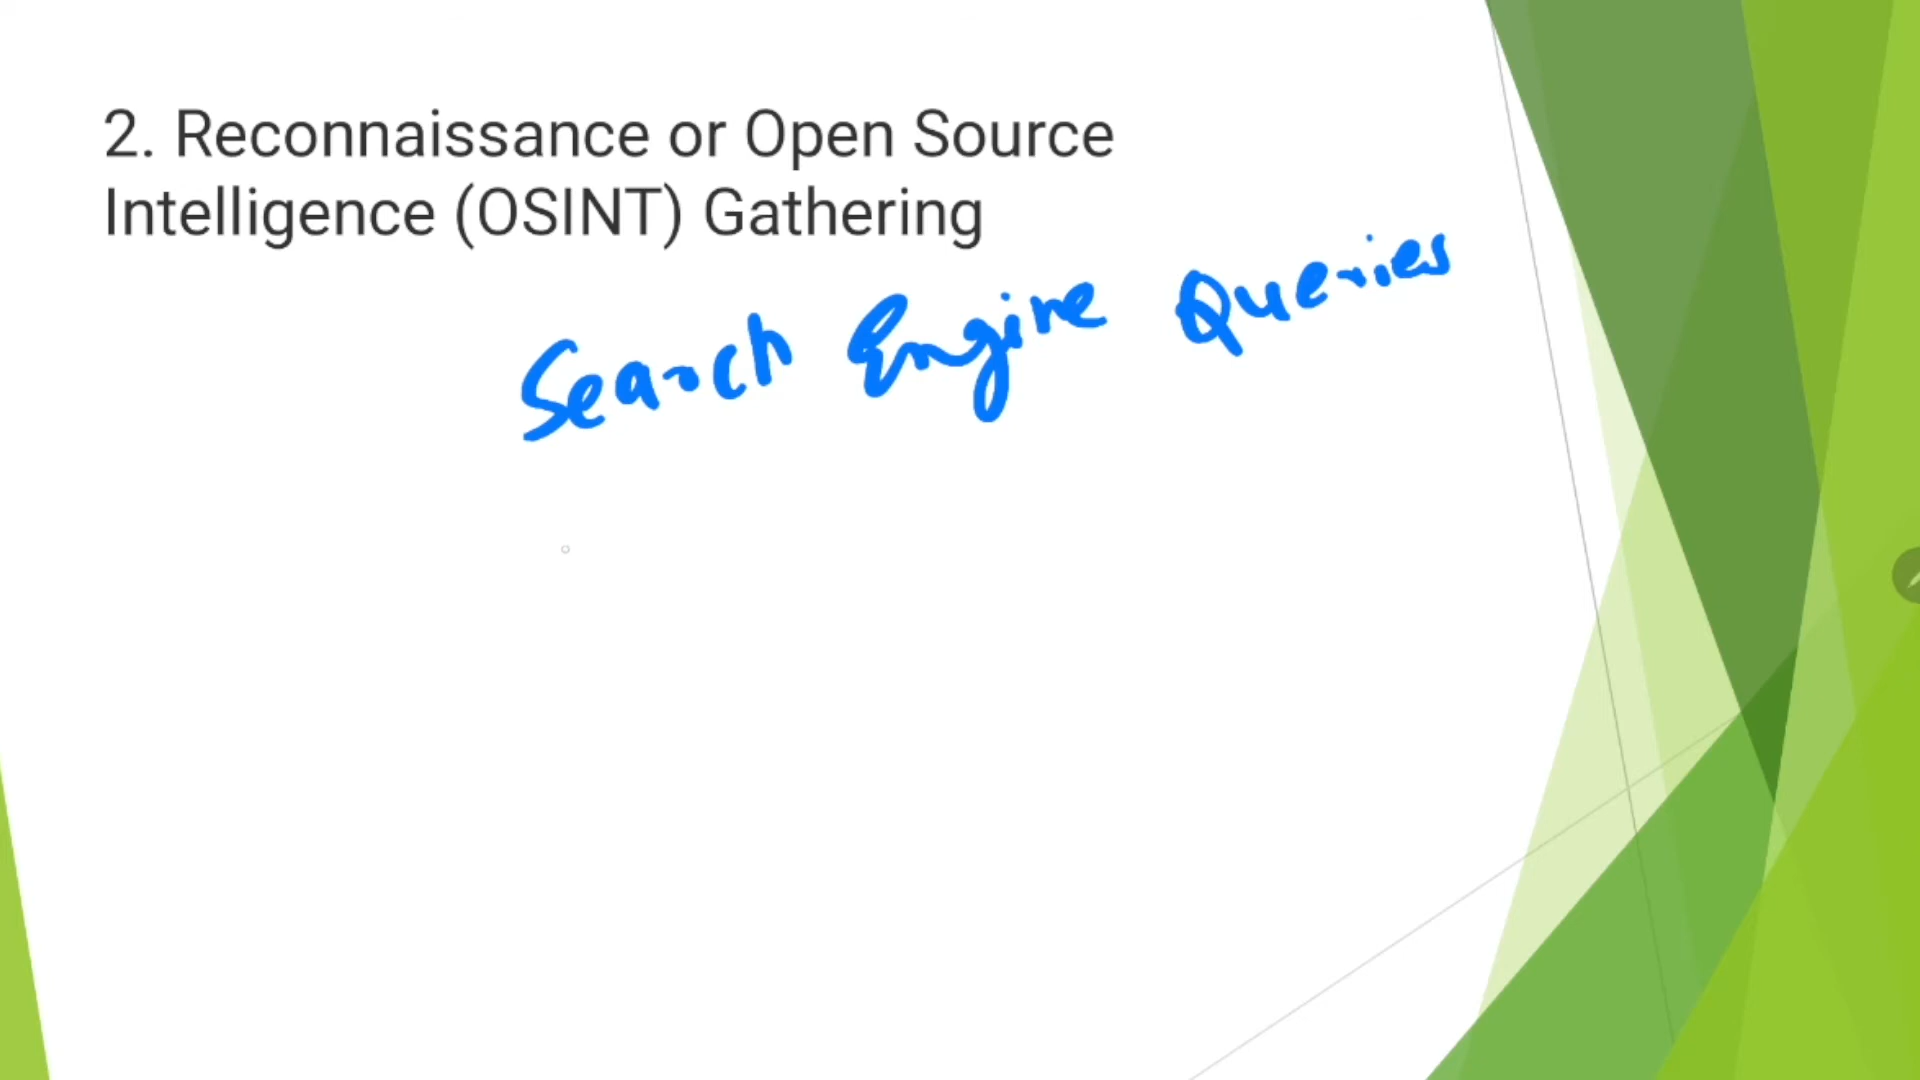 2. Reconnaissance or Open Source
Intelligence (OSINT) Gathering
Search Engine Queries